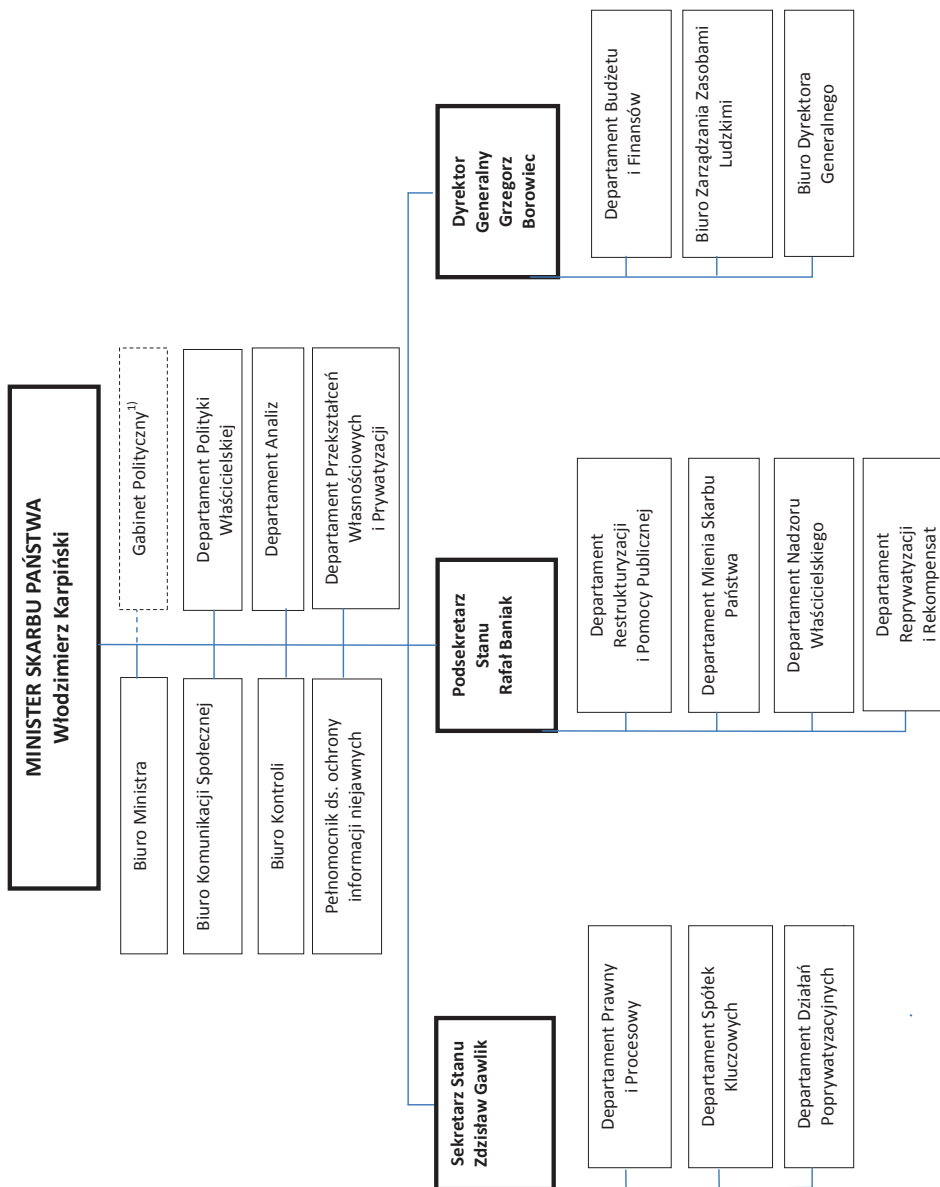 MINISTER SKARBU PAŃSTWA
Włodzimierz Karpiński
Biuro Ministra
Gabinet Polityczny1)
Biuro Komunikacji Społecznej
Departament Polityki
Właścicielskiej
Biuro Kontroli
Departament Analiz
Pełnomocnik ds. ochrony
informacji niejawnych
Departament Przekształceń
Własnościowych
i Prywatyzacji
Sekretarz Stanu
Zdzisław Gawlik
Departament Prawny
i Procesowy
Departament Spółek
Kluczowych
Departament Działań
Poprywatyzacyjnych
Podsekretarz
Stanu
Rafał Baniak
Departament
Restrukturyzacji
i Pomocy Publicznej
Departament Mienia Skarbu
Państwa
Departament Nadzoru
Właścicielskiego
Departament
Reprywatyzacji
i Rekompensat
Dyrektor
Generalny
Grzegorz
Borowiec
Departament Budżetu
i Finansów
Biuro Zarządzania Zasobami
Ludzkimi
Biuro Dyrektora
Generalnego